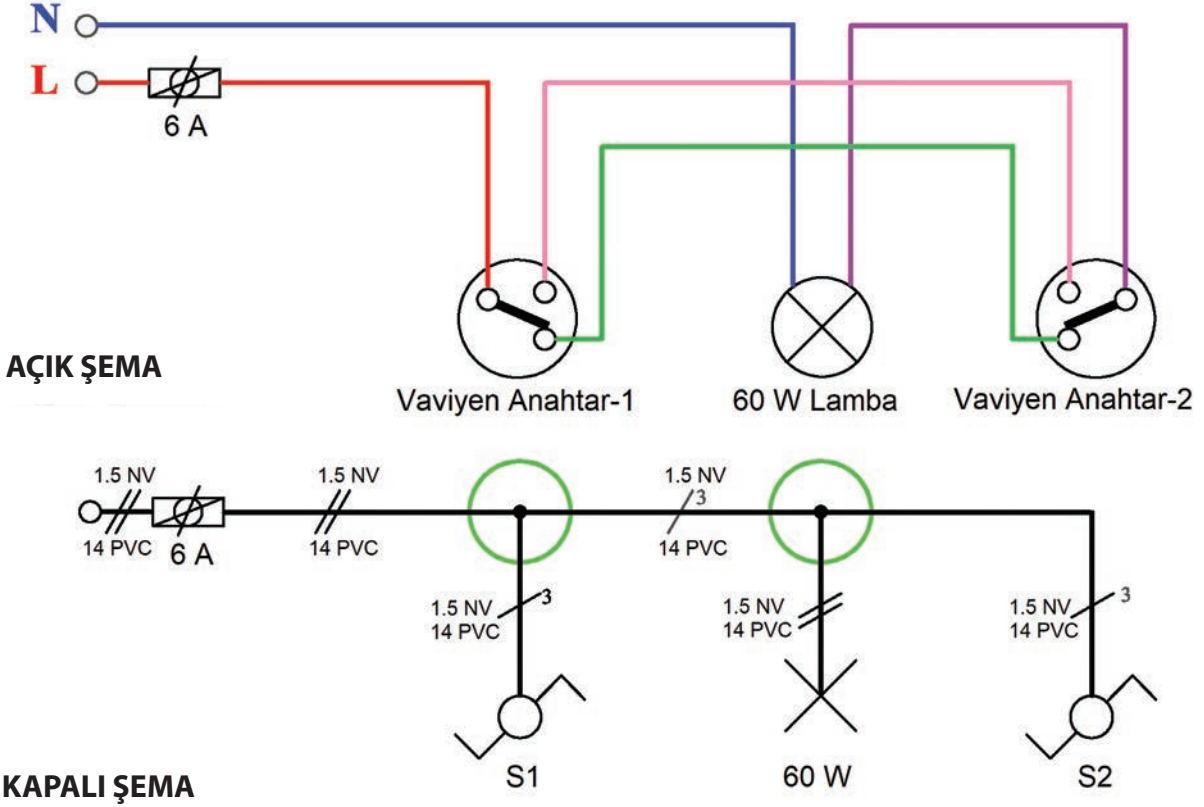 N
L
6 A
AÇIK ŞEMA
Vaviyen Anahtar-1
60 W Lamba
Vaviyen Anahtar-2
1.5 NV
14 PVC
6 A
1.5 NV
14 PVC
1.5 NV
3
14 PVC
1.5 NV
14 PVC
3
1.5 NV
14 PVC
1.5 NV
14 PVC
3
S1
60 W
S2
KAPALI ŞEMA